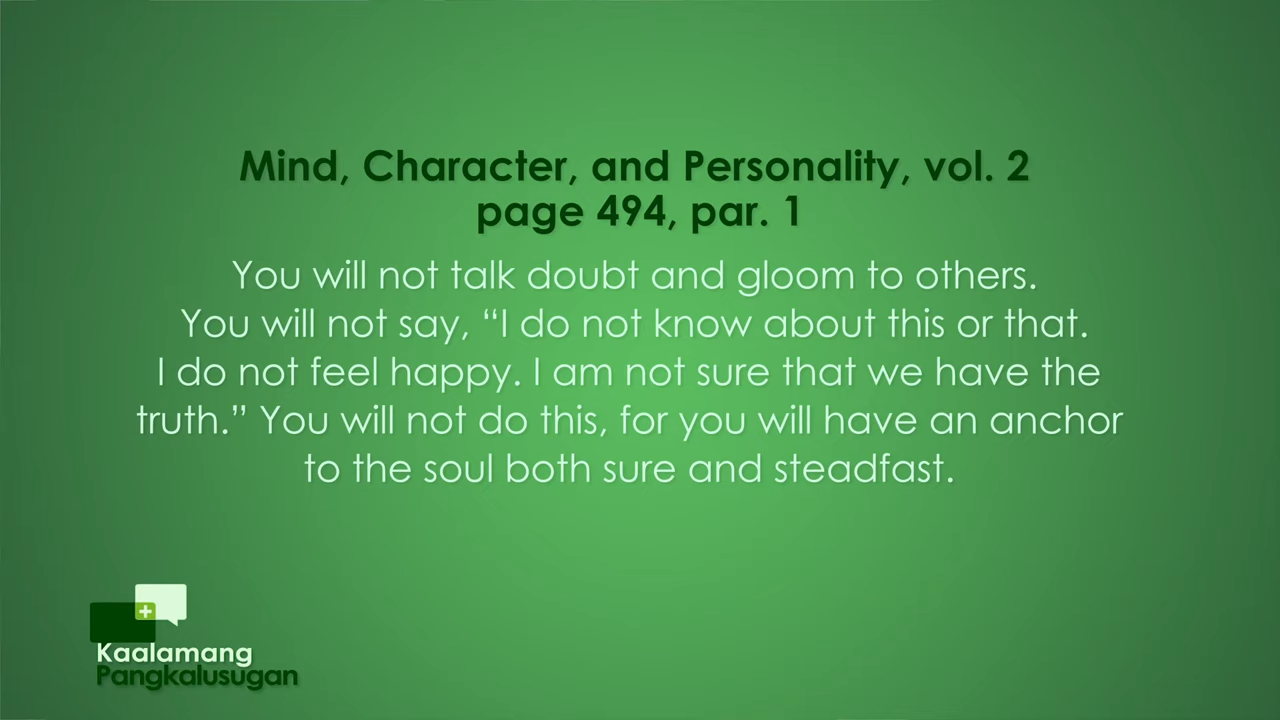 Mind, Character, and Personality, vol. 2
page 494, par. 1
You will not talk doubt and gloom to others.
You will not say, “I do not know about this or that.
I do not feel happy. I am not sure that we have the
truth.” You will not do this, for you will have an anchor
to the soul both sure and steadfast.
Kaalamang
Pangkalusugan